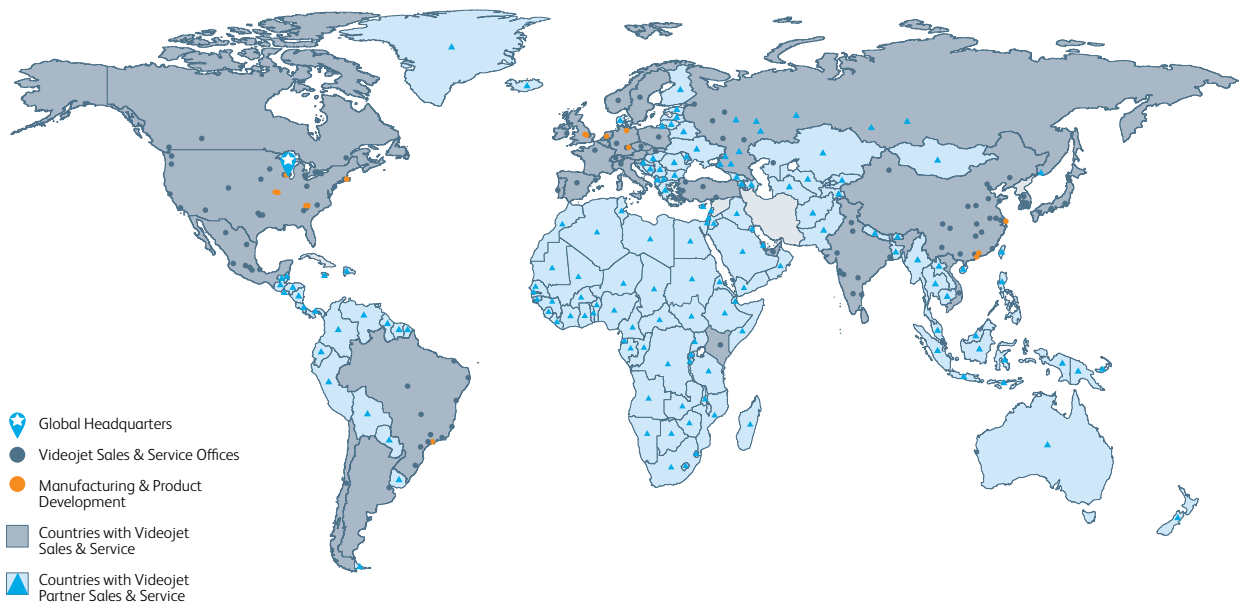 Global Headquarters
Videojet Sales & Service Offices
Manufacturing & Product
Development
Countries with Videojet
Sales & Service
Countries with Videojet
Partner Sales & Service